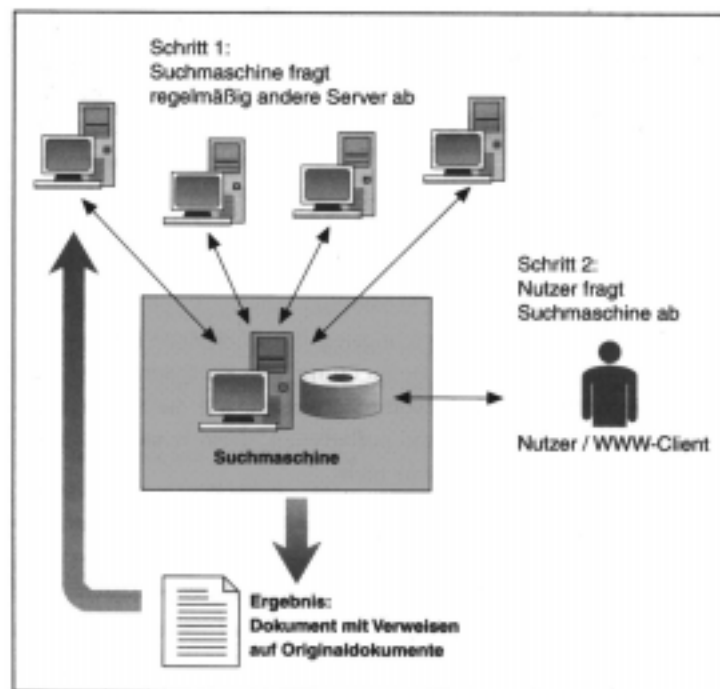 Schritt 1:
Suchmaschine fragt
regelmäßig andere Server ab
Schritt 2:
Nutzer fragt
Suchmaschine ab
Nutzer / WWW-Client
Suchmaschine
Ergebnis:
Dokument mit Verweisen
auf Originaldokumente